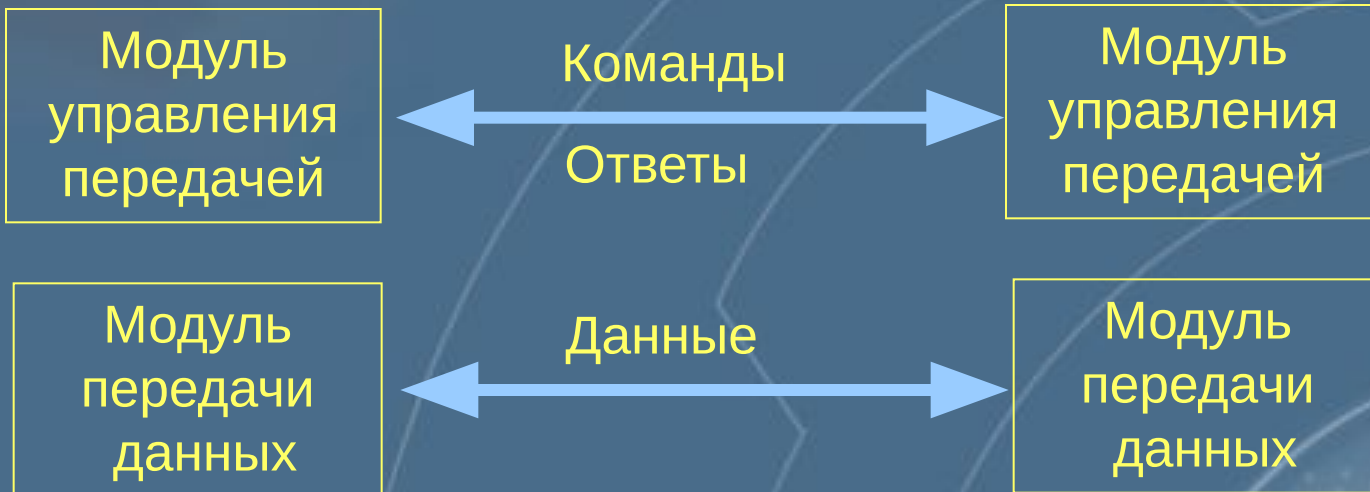 Модуль
управления
передачей
Команды
Ответы
Модуль
управления
передачей
Модуль
передачи
данных
Данные
Модуль
передачи
данных